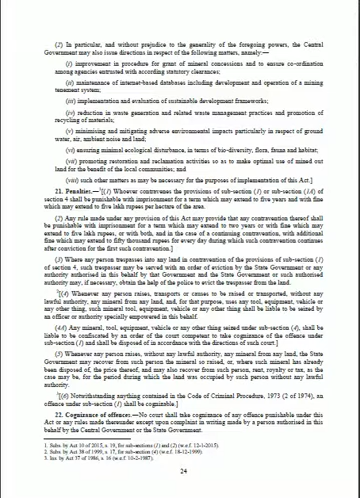 (2) In particular, and without prejudice to the generality of the foregoing powers, the Central
Government may also issue directions in respect of the following matters, namely:—
(i) improvement in procedure for grant of mineral concessions and to ensure co-ordination
among agencies entrusted with according statutory clearances;
(ii) maintenance of internet-based databases including development and operation of a mining
tenement system;
(iii) implementation and evaluation of sustainable development frameworks;
(iv) reduction in waste generation and related waste management practices and promotion of
recycling of materials;
(v) minimising and mitigating adverse environmental impacts particularly in respect of ground
water, air, ambient noise and land;
(vi) ensuring minimal ecological disturbance, in terms of bio-diversity, flora, fauna and habitat;
(vii) promoting restoration and reclamation activities so as to make optimal use of mined out
land for the benefit of the local communities; and
(viii) such other matters as may be necessary for the purposes of implementation of this Act.]
21. Penalties.—¹[(1) Whoever contravenes the provisions of sub-section (1) or sub-section (1A) of
section 4 shall be punishable with imprisonment for a term which may extend to five years and with fine
which may extend to five lakh rupees per hectare of the area.
(2) Any rule made under any provision of this Act may provide that any contravention thereof shall
be punishable with imprisonment for a term which may extend to two years or with fine which may
extend to five lakh rupees, or with both, and in the case of a continuing contravention, with additional
fine which may extend to fifty thousand rupees for every day during which such contravention continues
after conviction for the first such contravention.]
(3) Where any person trespasses into any land in contravention of the provisions of sub-section (1)
of section 4, such trespasser may be served with an order of eviction by the State Government or any
authority authorised in this behalf by that Government and the State Government or such authorised
authority may, if necessary, obtain the help of the police to evict the trespasser from the land.
²[(4) Whenever any person raises, transports or causes to be raised or transported, without any
lawful authority, any mineral from any land, and, for that purpose, uses any tool, equipment, vehicle or
any other thing, such mineral tool, equipment, vehicle or any other thing shall be liable to be seized by
an officer or authority specially empowered in this behalf.
(4A) Any mineral, tool, equipment, vehicle or any other thing seized under sub-section (4), shall be
liable to be confiscated by an order of the court competent to take cognizance of the offence under
sub-section (1) and shall be disposed of in accordance with the directions of such court.]
(5) Whenever any person raises, without any lawful authority, any mineral from any land, the State
Government may recover from such person the mineral so raised, or, where such mineral has already
been disposed of, the price thereof, and may also recover from such person, rent, royalty or tax, as the
case may be, for the period during which the land was occupied by such person without any lawful
authority.
³[(6) Notwithstanding anything contained in the Code of Criminal Procedure, 1973 (2 of 1974), an
offence under sub-section (1) shall be cognizable.]
22. Cognizance of offences.—No court shall take cognizance of any offence punishable under this
Act or any rules made thereunder except upon complaint in writing made by a person authorised in this
behalf by the Central Government or the State Government.
1. Subs. by Act 10 of 2015, s. 19, for sub-sections (1) and (2) (w.e.f. 12-1-2015).
2. Subs. by Act 38 of 1999, s. 17, for sub-section (4) (w.e.f. 18-12-1999).
3. Ins. by Act 37 of 1986, s. 16 (w.e.f. 10-2-1987).
24